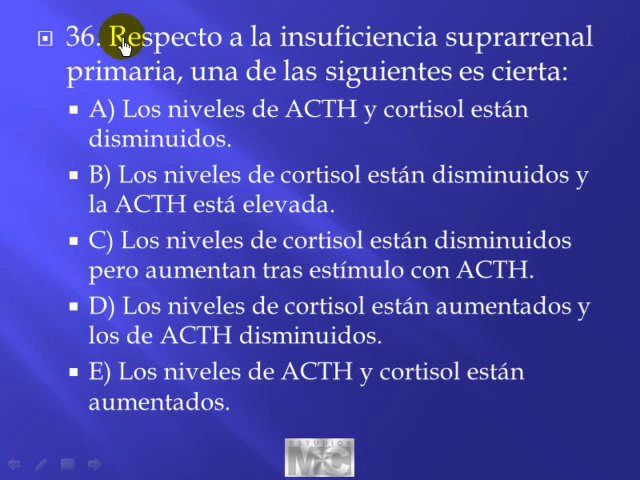 36. Respecto a la insuficiencia suprarrenal
primaria, una de las siguientes es cierta:
A) Los niveles de ACTH y cortisol están
disminuidos.
B) Los niveles de cortisol están disminuidos y
la ACTH está elevada.
C) Los niveles de cortisol están disminuidos
pero aumentan tras estímulo con ACTH.
D) Los niveles de cortisol están aumentados y
los de ACTH disminuidos.
E) Los niveles de ACTH y cortisol están
aumentados.
ESTUDIOS
M C